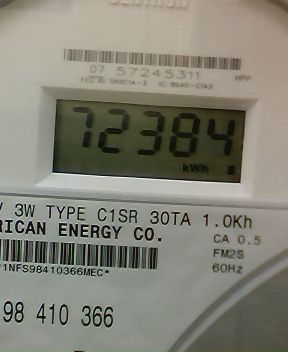 07 57245311
72384
kWh
V 3W TYPE C1SR 30TA 1.0Kh
RICAN ENERGY CO.
CA 0.5
FM2S
60Hz
1NFS98410366MEC*
98 410 366